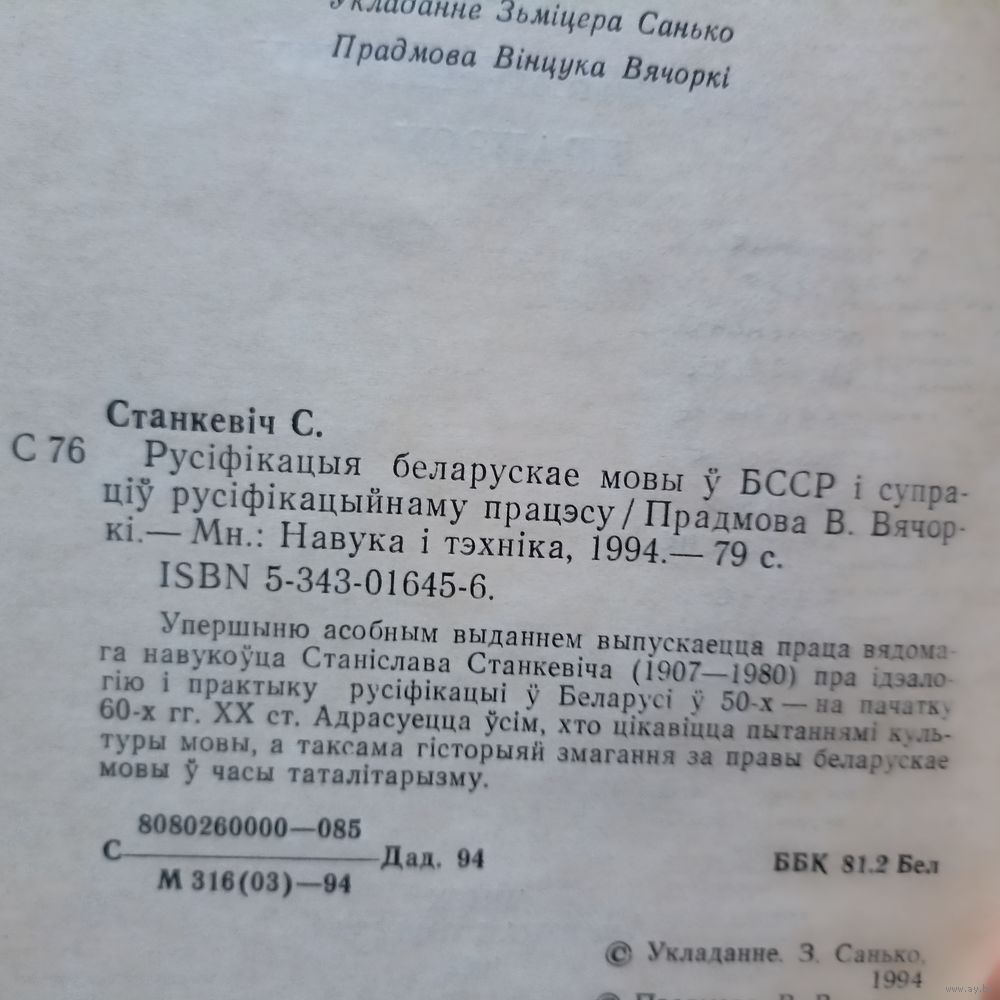 Укладанне Зьміцера Санько
Прадмова Вінцука Вячоркі
Станкевіч С.
С 76
Русіфікацыя беларускае мовы ў БССР і супра-
ціў русіфікацыйнаму працэсу / Прадмова В. Вячор-
кі.— Мн.: Навука і тэхніка, 1994.— 79 с.
ISBN 5-343-01645-6.
Упершыню асобным выданнем выпускаецца праца вядома-
га навукоўца Станіслава Станкевіча (1907—1980) пра ідэало-
гію і практыку русіфікацыі ў Беларусі ў 50-х — на пачатку
60-х гг. XX ст. Адрасуецца ўсім, хто цікавіцца пытаннямі куль-
туры мовы, а таксама гісторыяй змагання за правы беларускае
мовы ў часы таталітарызму.
8080260000—085
С Дад. 94
М 316(03)—94
ББК 81.2 Бел
© Укладанне. З. Санько,
1994